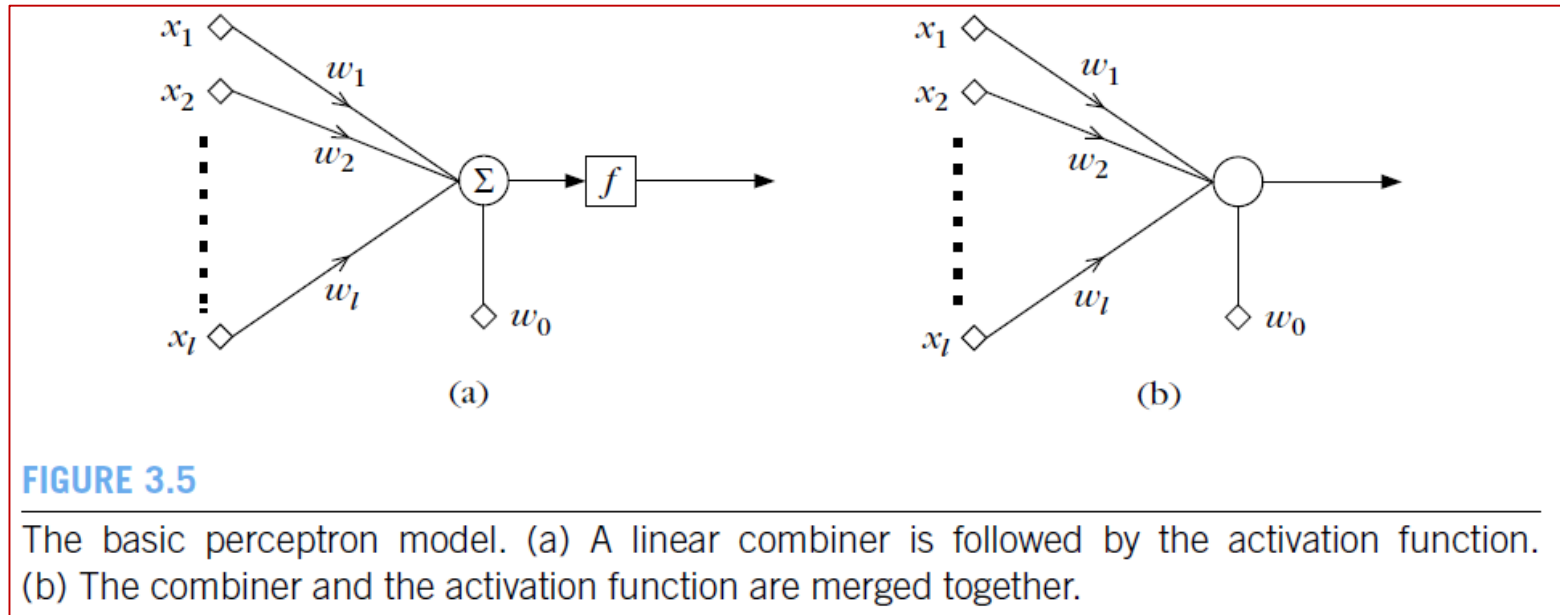 x₁
w₁
x₂
w₂
Σ
f
wₗ
w₀
xₗ
(a)
x₁
w₁
x₂
w₂
wₗ
w₀
xₗ
(b)
FIGURE 3.5
The basic perceptron model. (a) A linear combiner is followed by the activation function.
(b) The combiner and the activation function are merged together.